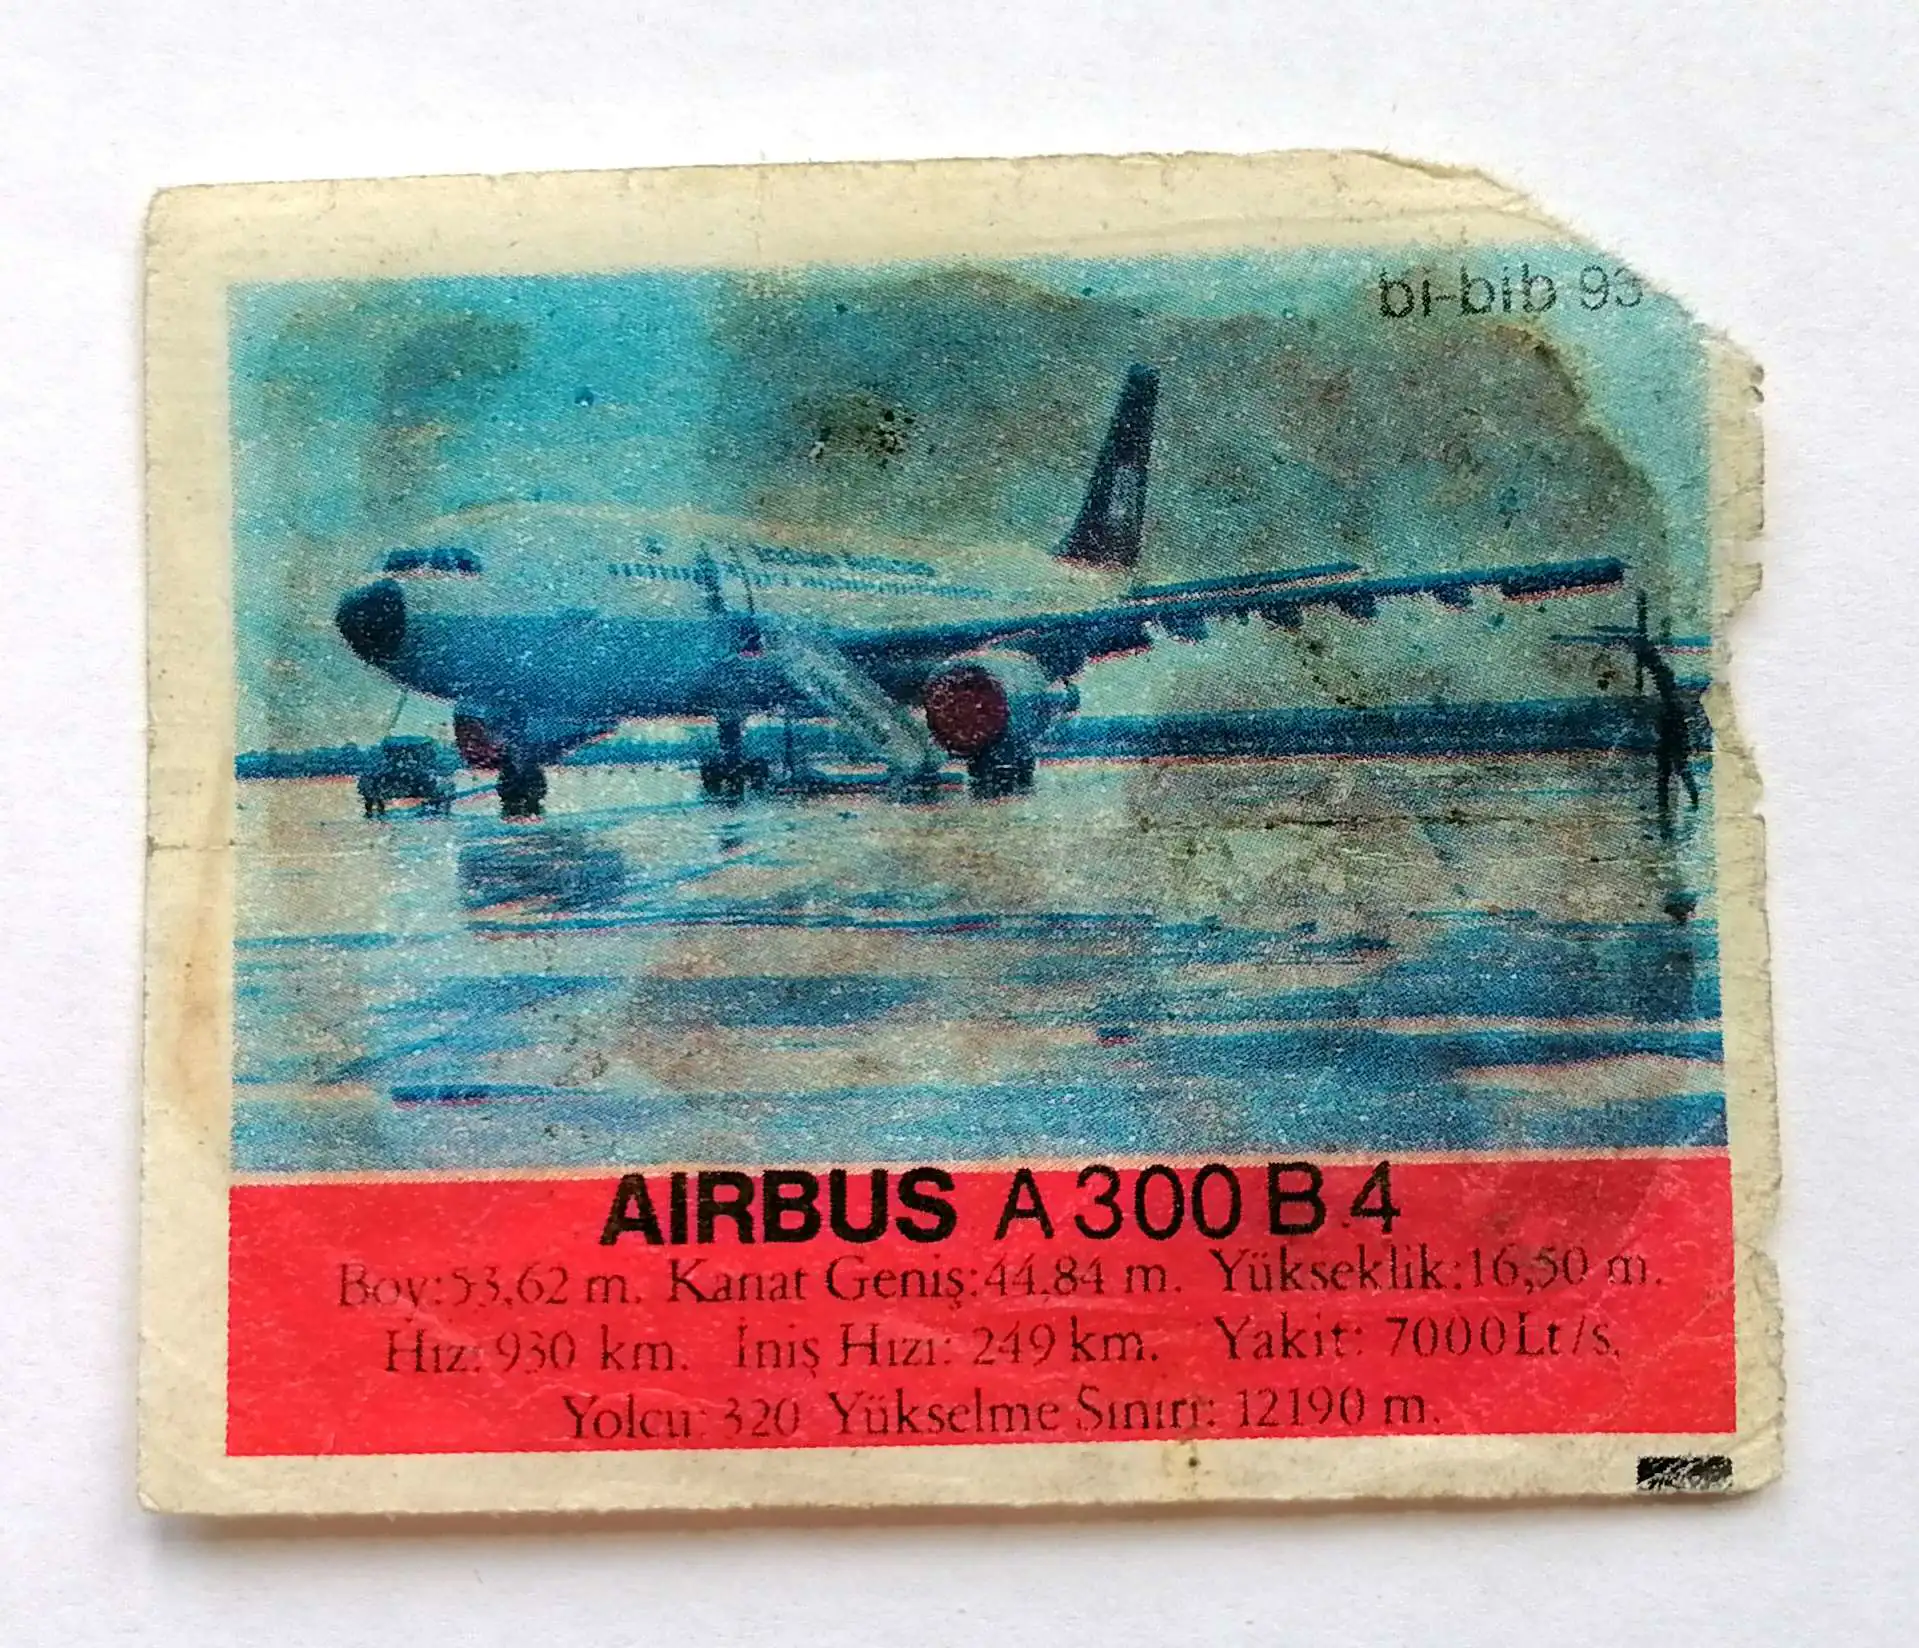 bi-bib 93
AIRBUS A 300 B 4
Boy: 53,62 m. Kanat Geniş: 44,84 m. Yükseklik: 16,50 m.
Hız: 930 km. İniş Hızı: 249 km. Yakit: 7000 Lt/s.
Yolcu: 320 Yükselme Sınırı: 12190 m.